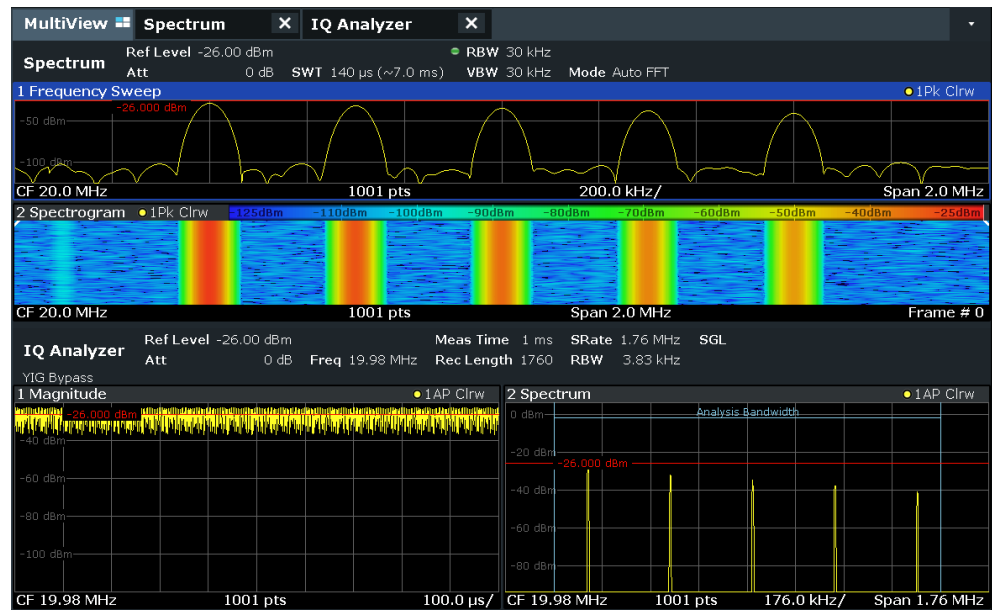 MultiView Spectrum X IQ Analyzer X
Spectrum
Ref Level -26.00 dBm RBW 30 kHz
Att 0 dB SWT 140 µs (~7.0 ms) VBW 30 kHz Mode Auto FFT
1 Frequency Sweep 1Pk Clrw
-26.000 dBm
-50 dBm
-100 dBm
CF 20.0 MHz 1001 pts 200.0 kHz/ Span 2.0 MHz
2 Spectrogram 1Pk Clrw -125dBm -110dBm -100dBm -90dBm -80dBm -70dBm -60dBm -50dBm -40dBm -25dBm
CF 20.0 MHz 1001 pts Span 2.0 MHz Frame # 0
IQ Analyzer
Ref Level -26.00 dBm Meas Time 1 ms SRate 1.76 MHz SGL
Att 0 dB Freq 19.98 MHz Rec Length 1760 RBW 3.83 kHz
YIG Bypass
1 Magnitude 1AP Clrw
-26.000 dBm
-40 dBm
-60 dBm
-80 dBm
-100 dBm
CF 19.98 MHz 1001 pts 100.0 µs/
2 Spectrum 1AP Clrw
0 dBm
Analysis Bandwidth
-20 dBm
-26.000 dBm
-40 dBm
-60 dBm
-80 dBm
CF 19.98 MHz 1001 pts 176.0 kHz/ Span 1.76 MHz